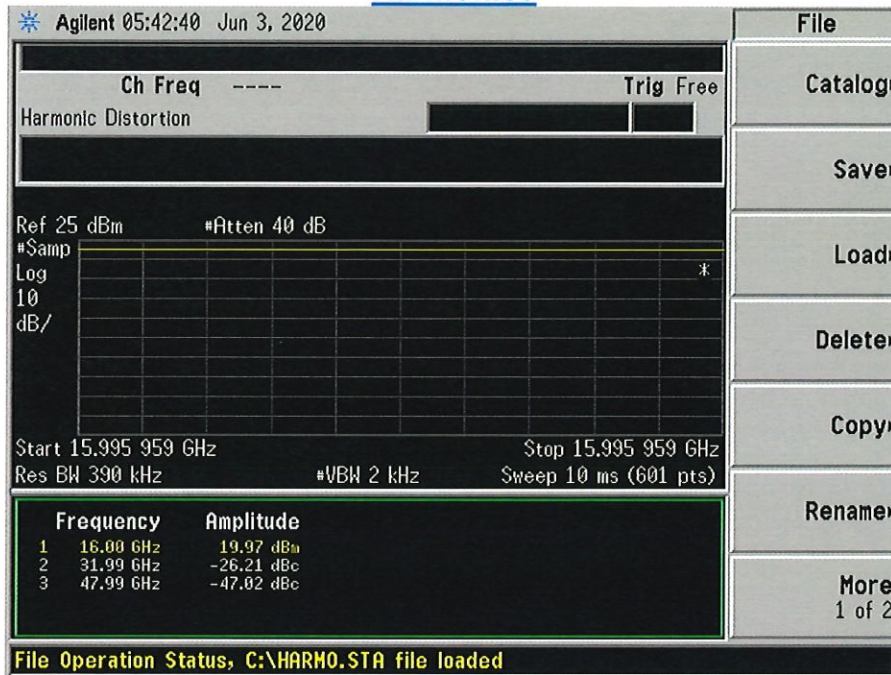 Agilent 05:42:40 Jun 3, 2020
File
Ch Freq ----
Trig Free
Harmonic Distortion
Catalog
Save
Load
Delete
Copy
Rename
More
1 of 2
Ref 25 dBm #Atten 40 dB
#Samp
Log
10
dB/
*
Start 15.995 959 GHz Stop 15.995 959 GHz
Res BW 390 kHz #VBW 2 kHz Sweep 10 ms (601 pts)
Frequency Amplitude
1 16.00 GHz 19.97 dBm
2 31.99 GHz -26.21 dBc
3 47.99 GHz -47.02 dBc
File Operation Status, C:\HARMO.STA file loaded